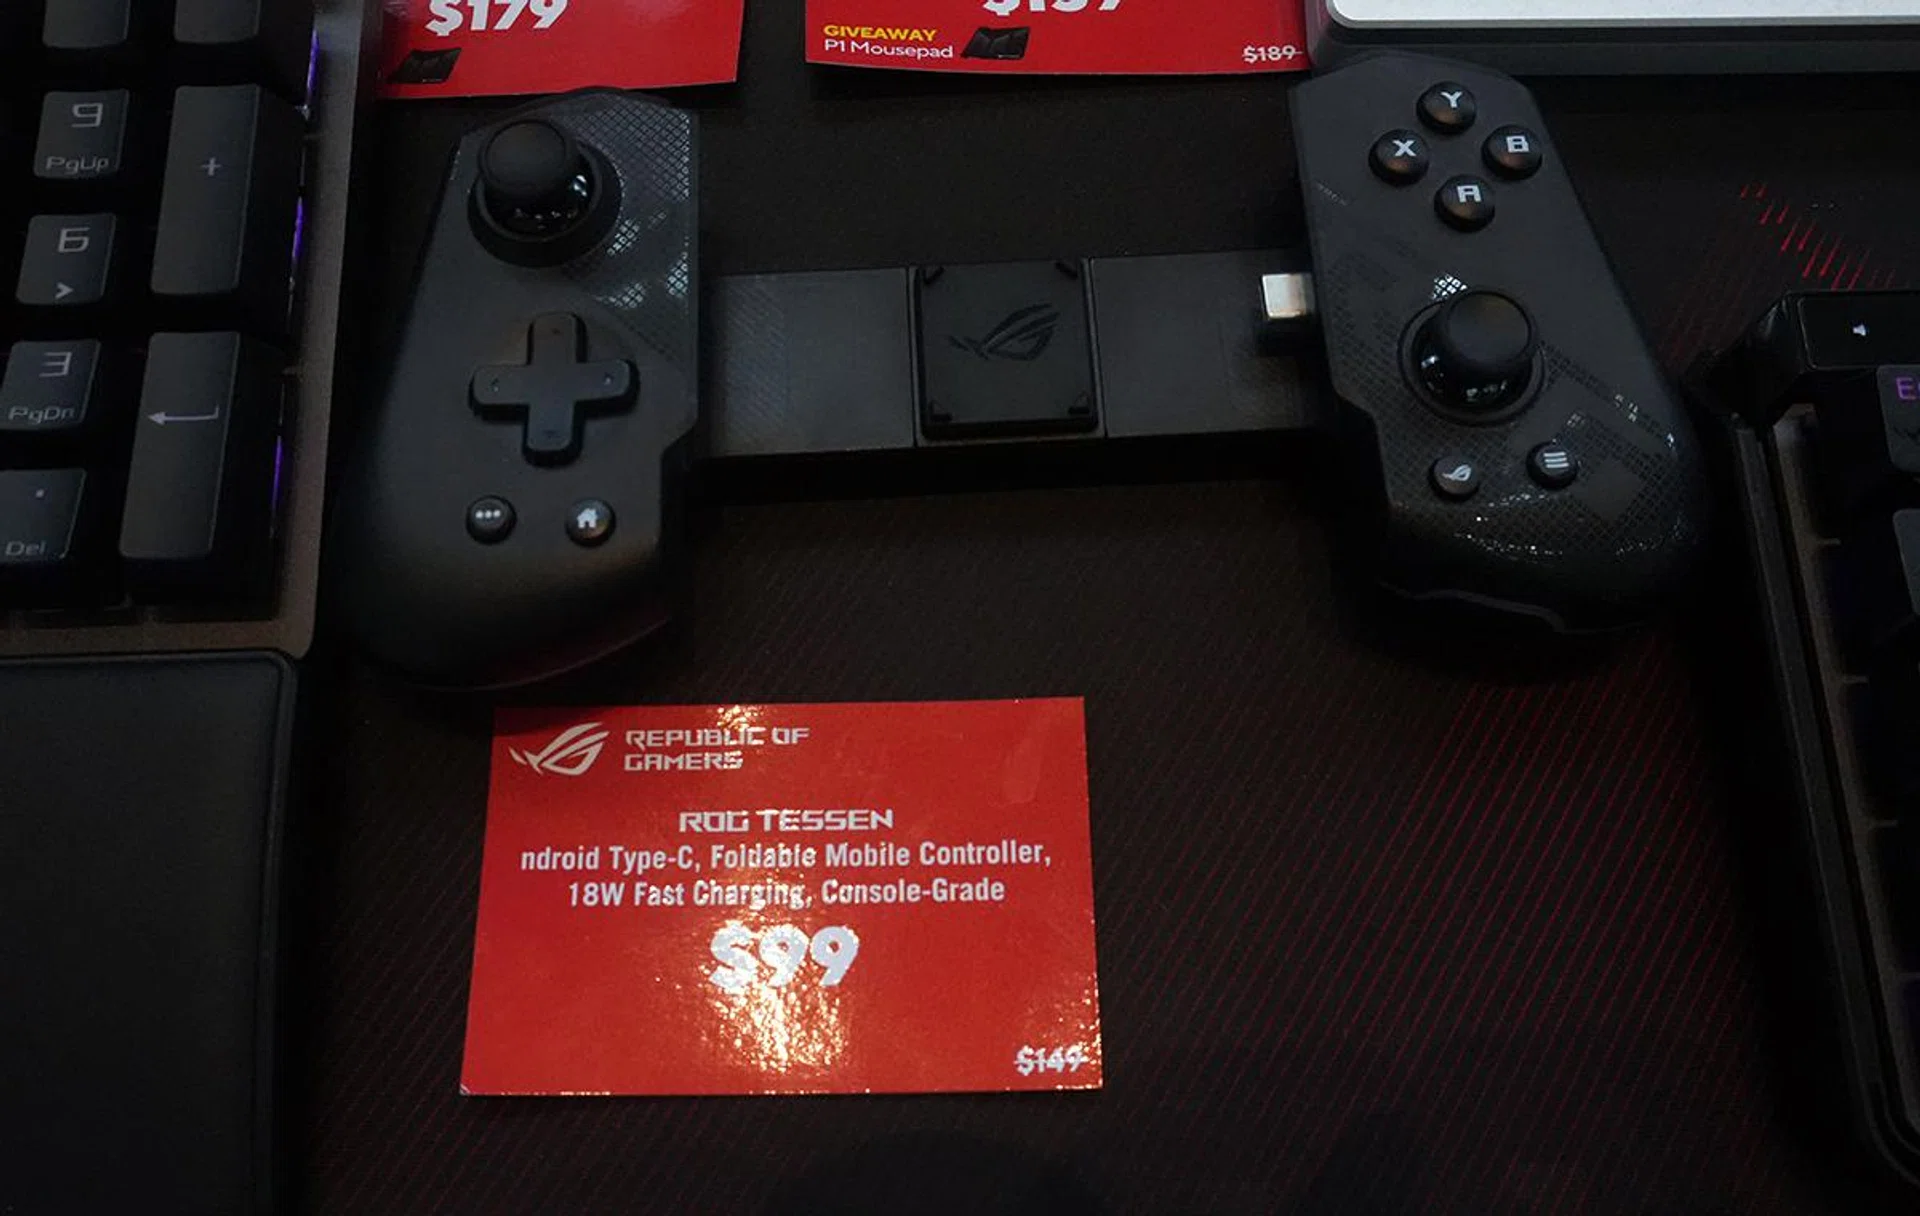 $179
GIVEAWAY
P1 Mousepad
$189
9
PgUp
+
6
>
3
PgDn
.
Del
Y
X
B
A
REPUBLIC OF
GAMERS
ROG TESSEN
ndroid Type-C, Foldable Mobile Controller,
18W Fast Charging, Console-Grade
$99
$149